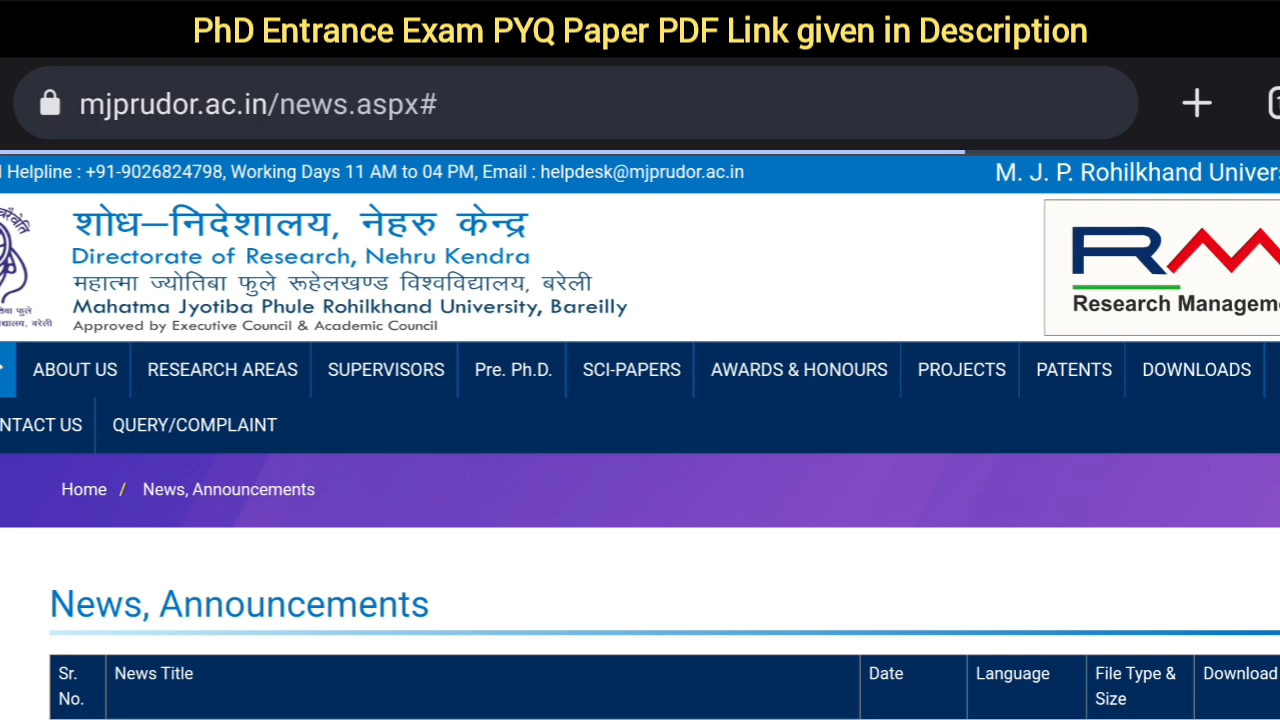 PhD Entrance Exam PYQ Paper PDF Link given in Description
mjprudor.ac.in/news.aspx#
Helpline : +91-9026824798, Working Days 11 AM to 04 PM, Email : helpdesk@mjprudor.ac.in
M. J. P. Rohilkhand Univers
शोध–निदेशालय, नेहरु केन्द्र
Directorate of Research, Nehru Kendra
महात्मा ज्योतिबा फुले रूहेलखण्ड विश्वविद्यालय, बरेली
Mahatma Jyotiba Phule Rohilkhand University, Bareilly
Approved by Executive Council & Academic Council
RM
Research Manageme
ABOUT US RESEARCH AREAS SUPERVISORS Pre. Ph.D. SCI-PAPERS AWARDS & HONOURS PROJECTS PATENTS DOWNLOADS
NTACT US QUERY/COMPLAINT
Home / News, Announcements
News, Announcements
Sr. No. News Title Date Language File Type & Size Download